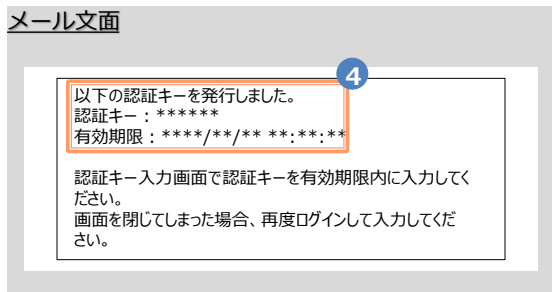 メール文面
4
以下の認証キーを発行しました。
認証キー：******
有効期限：****/**/** **:**:**
認証キー入力画面で認証キーを有効期限内に入力してく
ださい。
画面を閉じてしまった場合、再度ログインして入力してくだ
さい。